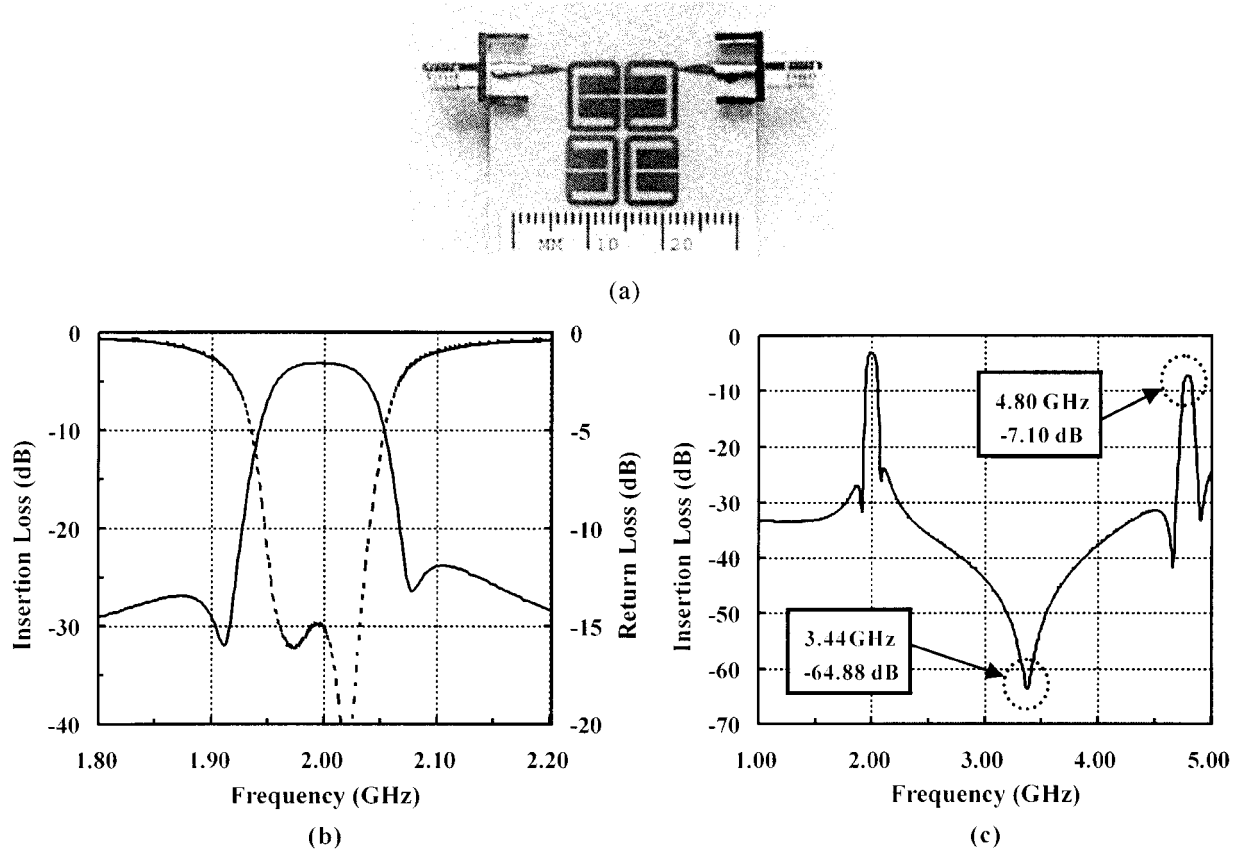 MM 10 20
(a)
0
-10
-20
-30
-40
Insertion Loss (dB)
0
-5
-10
-15
-20
Return Loss (dB)
1.80 1.90 2.00 2.10 2.20
Frequency (GHz)
(b)
0
-10
-20
-30
-40
-50
-60
-70
Insertion Loss (dB)
4.80 GHz
-7.10 dB
3.44GHz
-64.88 dB
1.00 2.00 3.00 4.00 5.00
Frequency (GHz)
(c)